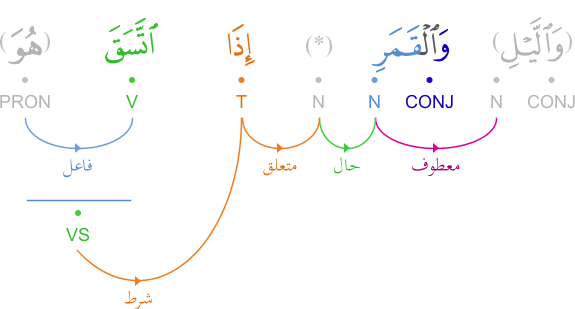 (وَٱلَّيْلِ) وَٱلْقَمَرِ (*) إِذَا ٱتَّسَقَ (هُوَ)
CONJ N CONJ N N T V PRON
معطوف حال متعلق فاعل
VS
شرط